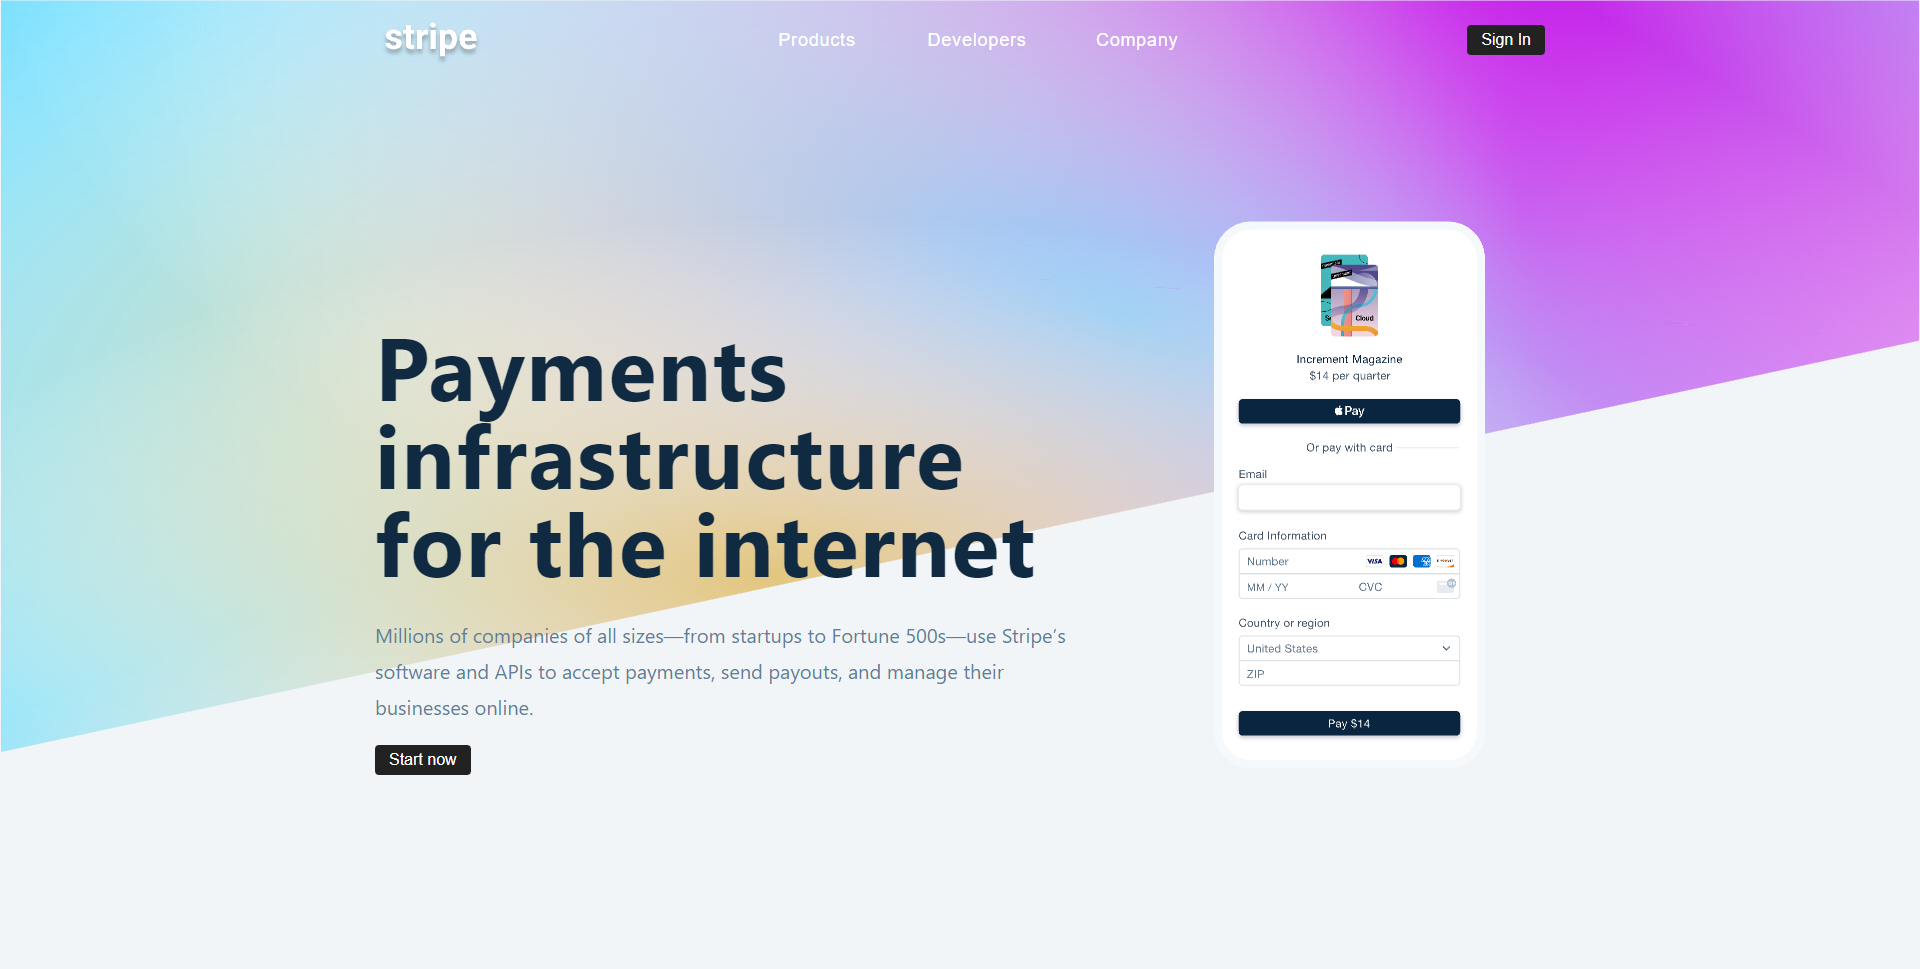 stripe
Products
Developers
Company
Sign In
Payments
infrastructure
for the internet
Millions of companies of all sizes—from startups to Fortune 500s—use Stripe’s
software and APIs to accept payments, send payouts, and manage their
businesses online.
Start now
Cloud
Increment Magazine
$14 per quarter
Pay
Or pay with card
Email
Card Information
Number
VISA
MM / YY
CVC
Country or region
United States
ZIP
Pay $14